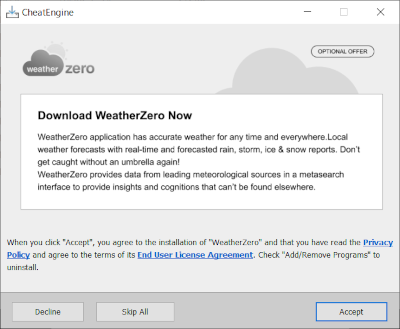 CheatEngine
OPTIONAL OFFER
weather zero
Download WeatherZero Now
WeatherZero application has accurate weather for any time and everywhere.Local
weather forecasts with real-time and forecasted rain, storm, ice & snow reports. Don't
get caught without an umbrella again!
WeatherZero provides data from leading meteorological sources in a metasearch
interface to provide insights and cognitions that can't be found elsewhere.
When you click "Accept", you agree to the installation of "WeatherZero" and that you have read the Privacy
Policy and agree to the terms of its End User License Agreement. Check "Add/Remove Programs" to
uninstall.
Decline
Skip All
Accept